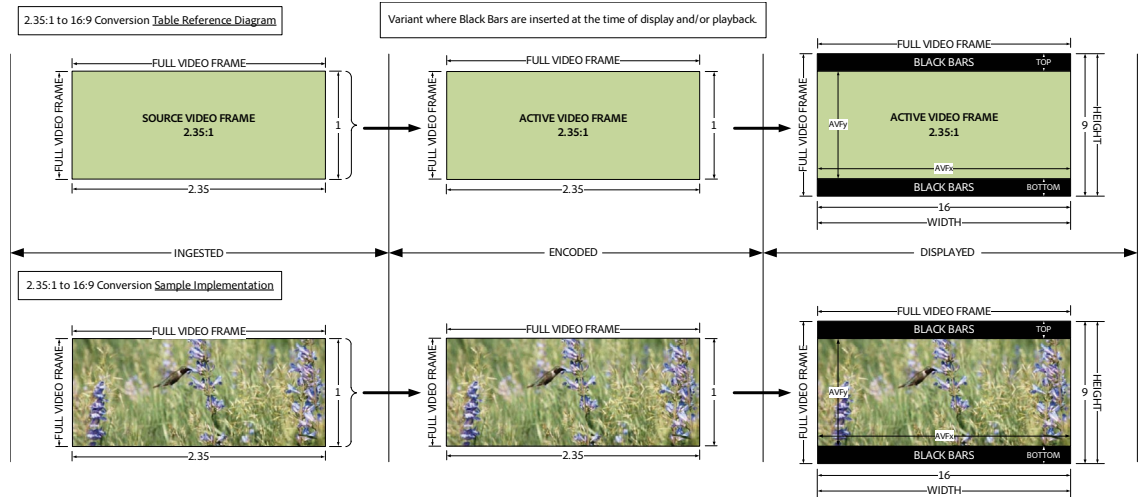 2.35:1 to 16:9 Conversion Table Reference Diagram
Variant where Black Bars are inserted at the time of display and/or playback.
FULL VIDEO FRAME
FULL VIDEO FRAME
SOURCE VIDEO FRAME
2.35:1
1
2.35
FULL VIDEO FRAME
FULL VIDEO FRAME
ACTIVE VIDEO FRAME
2.35:1
1
2.35
FULL VIDEO FRAME
FULL VIDEO FRAME
BLACK BARS
TOP
ACTIVE VIDEO FRAME
2.35:1
AVFy
AVFx
BLACK BARS
BOTTOM
9
HEIGHT
16
WIDTH
INGESTED
ENCODED
DISPLAYED
2.35:1 to 16:9 Conversion Sample Implementation
FULL VIDEO FRAME
FULL VIDEO FRAME
1
2.35
FULL VIDEO FRAME
FULL VIDEO FRAME
1
2.35
FULL VIDEO FRAME
FULL VIDEO FRAME
BLACK BARS
TOP
AVFy
AVFx
BLACK BARS
BOTTOM
9
HEIGHT
16
WIDTH